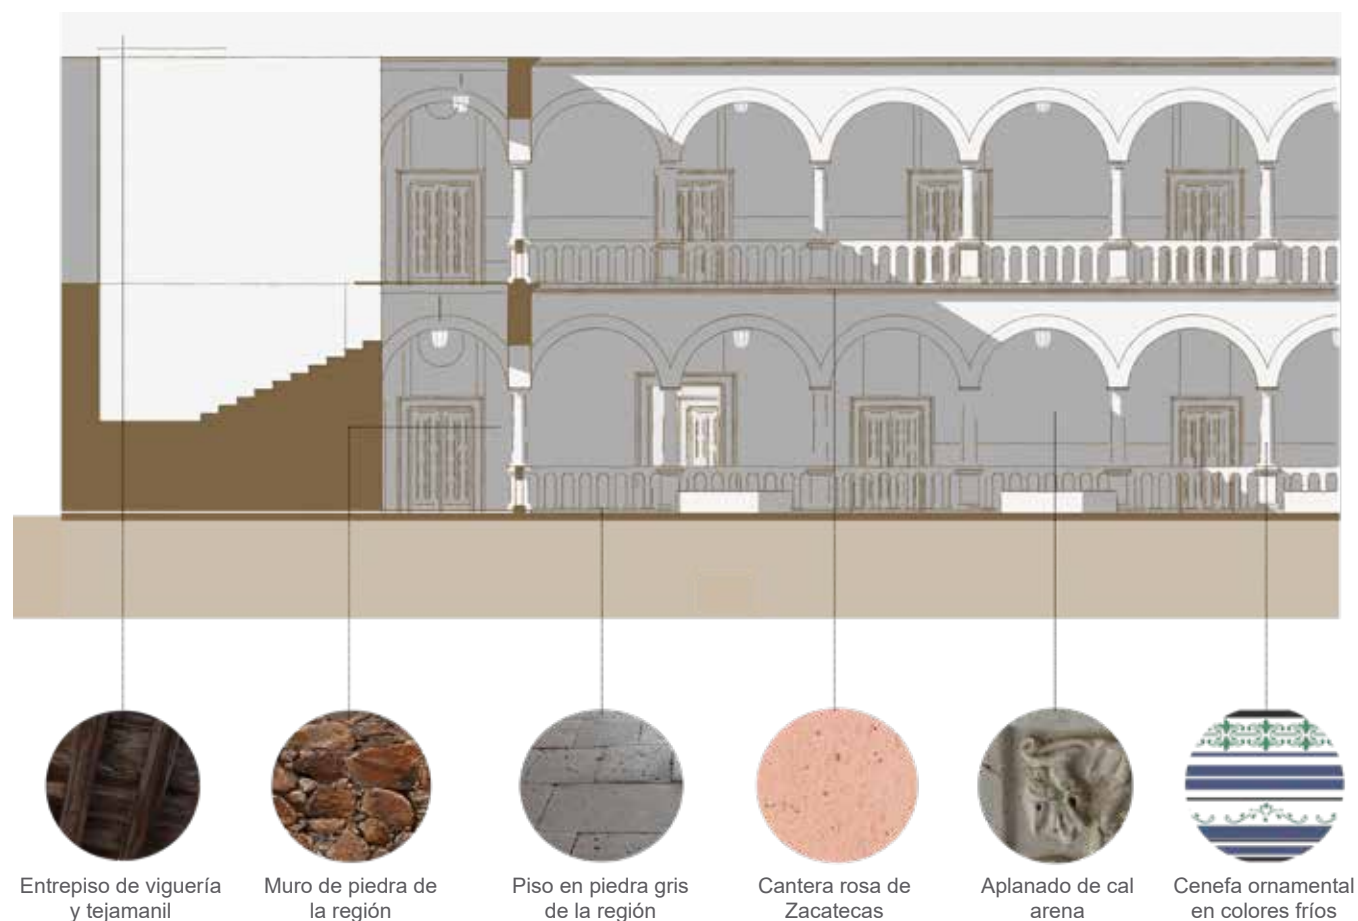 Entrepiso de viguería
y tejamanil
Muro de piedra de
la región
Piso en piedra gris
de la región
Cantera rosa de
Zacatecas
Aplanado de cal
arena
Cenefa ornamental
en colores fríos